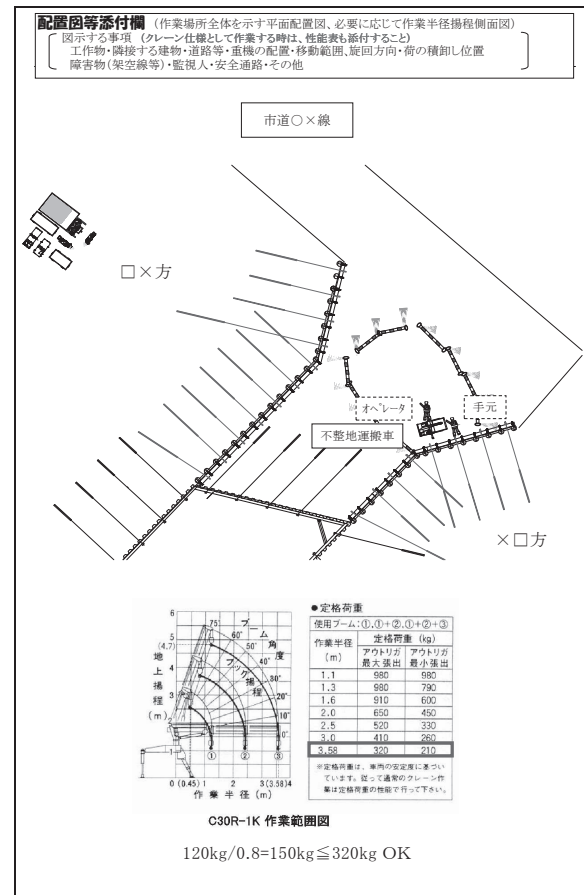 配置図等添付欄 (作業場所全体を示す平面配置図、必要に応じて作業半径揚程側面図)
図示する事項 (クレーン仕様として作業する時は、性能表も添付すること)
工作物・隣接する建物・道路等・重機の配置・移動範囲、旋回方向・荷の積卸し位置
障害物(架空線等)・監視人・安全通路・その他
市道○×線
□×方
オペレータ
手元
不整地運搬車
×□方
6
5
(4.7)
4
3
2
1
0
地上揚程
(m)
75°
60°
50°
40°
30°
20°
10°
0°
ブーム角度
フック揚程
① ② ③
0 (0.45) 1 2 3 (3.58) 4
作業半径 (m)
C30R-1K 作業範囲図
●定格荷重
使用ブーム:①,①+②,①+②+③
作業半径 (m) 定格荷重 (kg)
アウトリガ最大張出 アウトリガ最小張出
1.1 980 980
1.3 980 790
1.6 910 600
2.0 650 450
2.5 520 330
3.0 410 260
3.58 320 210
※定格荷重は、車両の安定度に基づい
ています。従って通常のクレーン作
業は定格荷重の性能で行って下さい。
120kg/0.8=150kg≦320kg OK